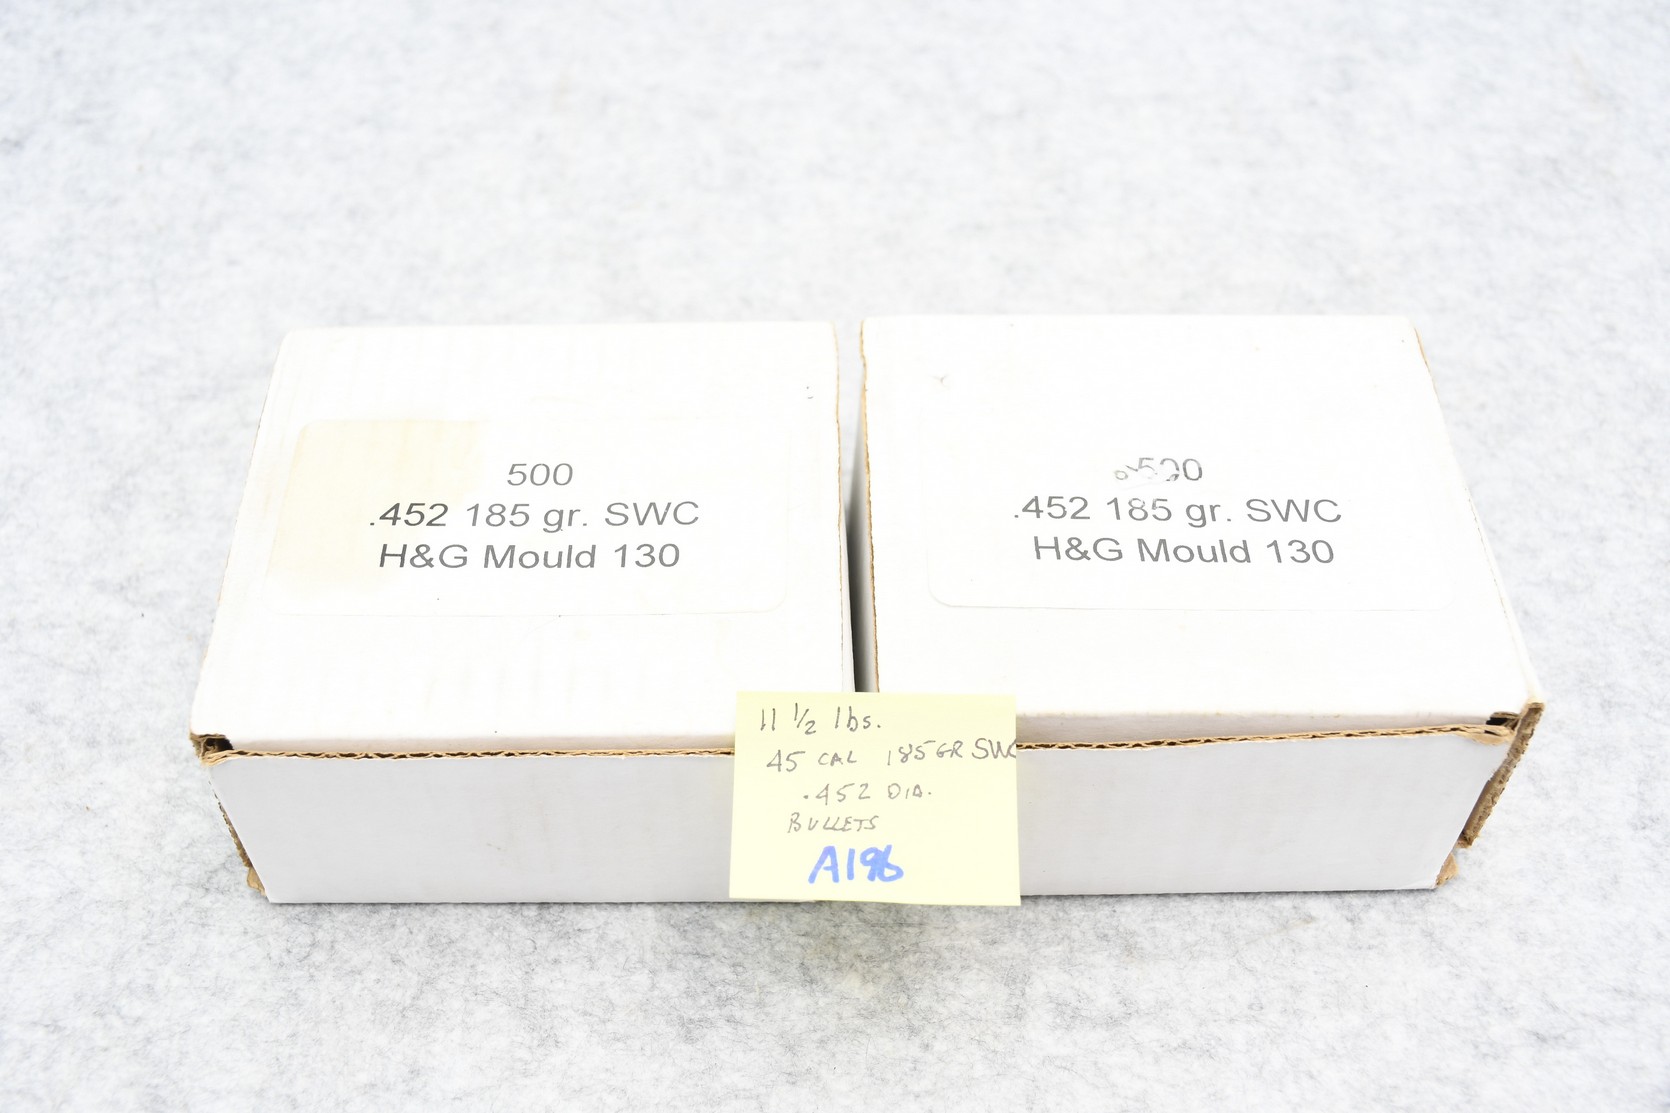 500
.452 185 gr. SWC
H&G Mould 130
500
.452 185 gr. SWC
H&G Mould 130
11 1/2 lbs.
45 CAL 185 GR SWC
.452 DIA.
BULLETS
A196